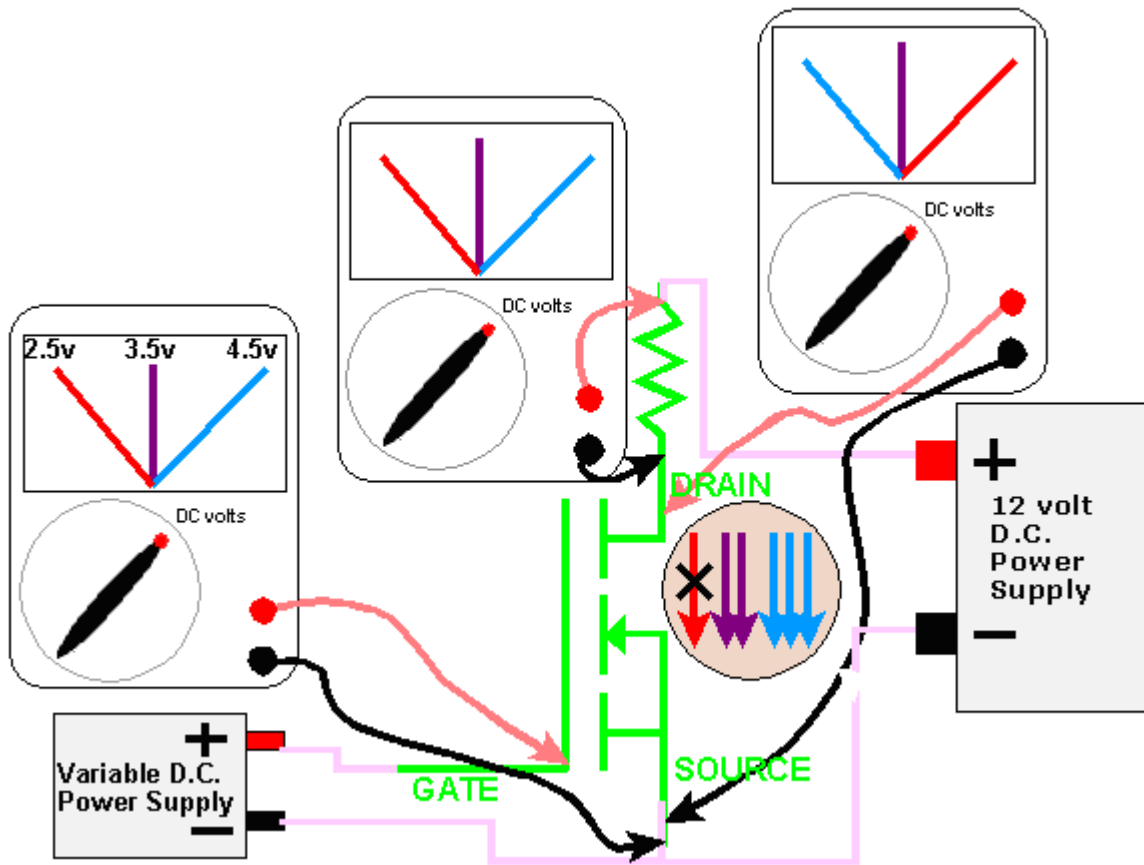 DC volts
DC volts
2.5v 3.5v 4.5v
DC volts
DRAIN
+
12 volt
D.C.
Power
Supply
−
+
Variable D.C.
Power Supply
−
GATE
SOURCE